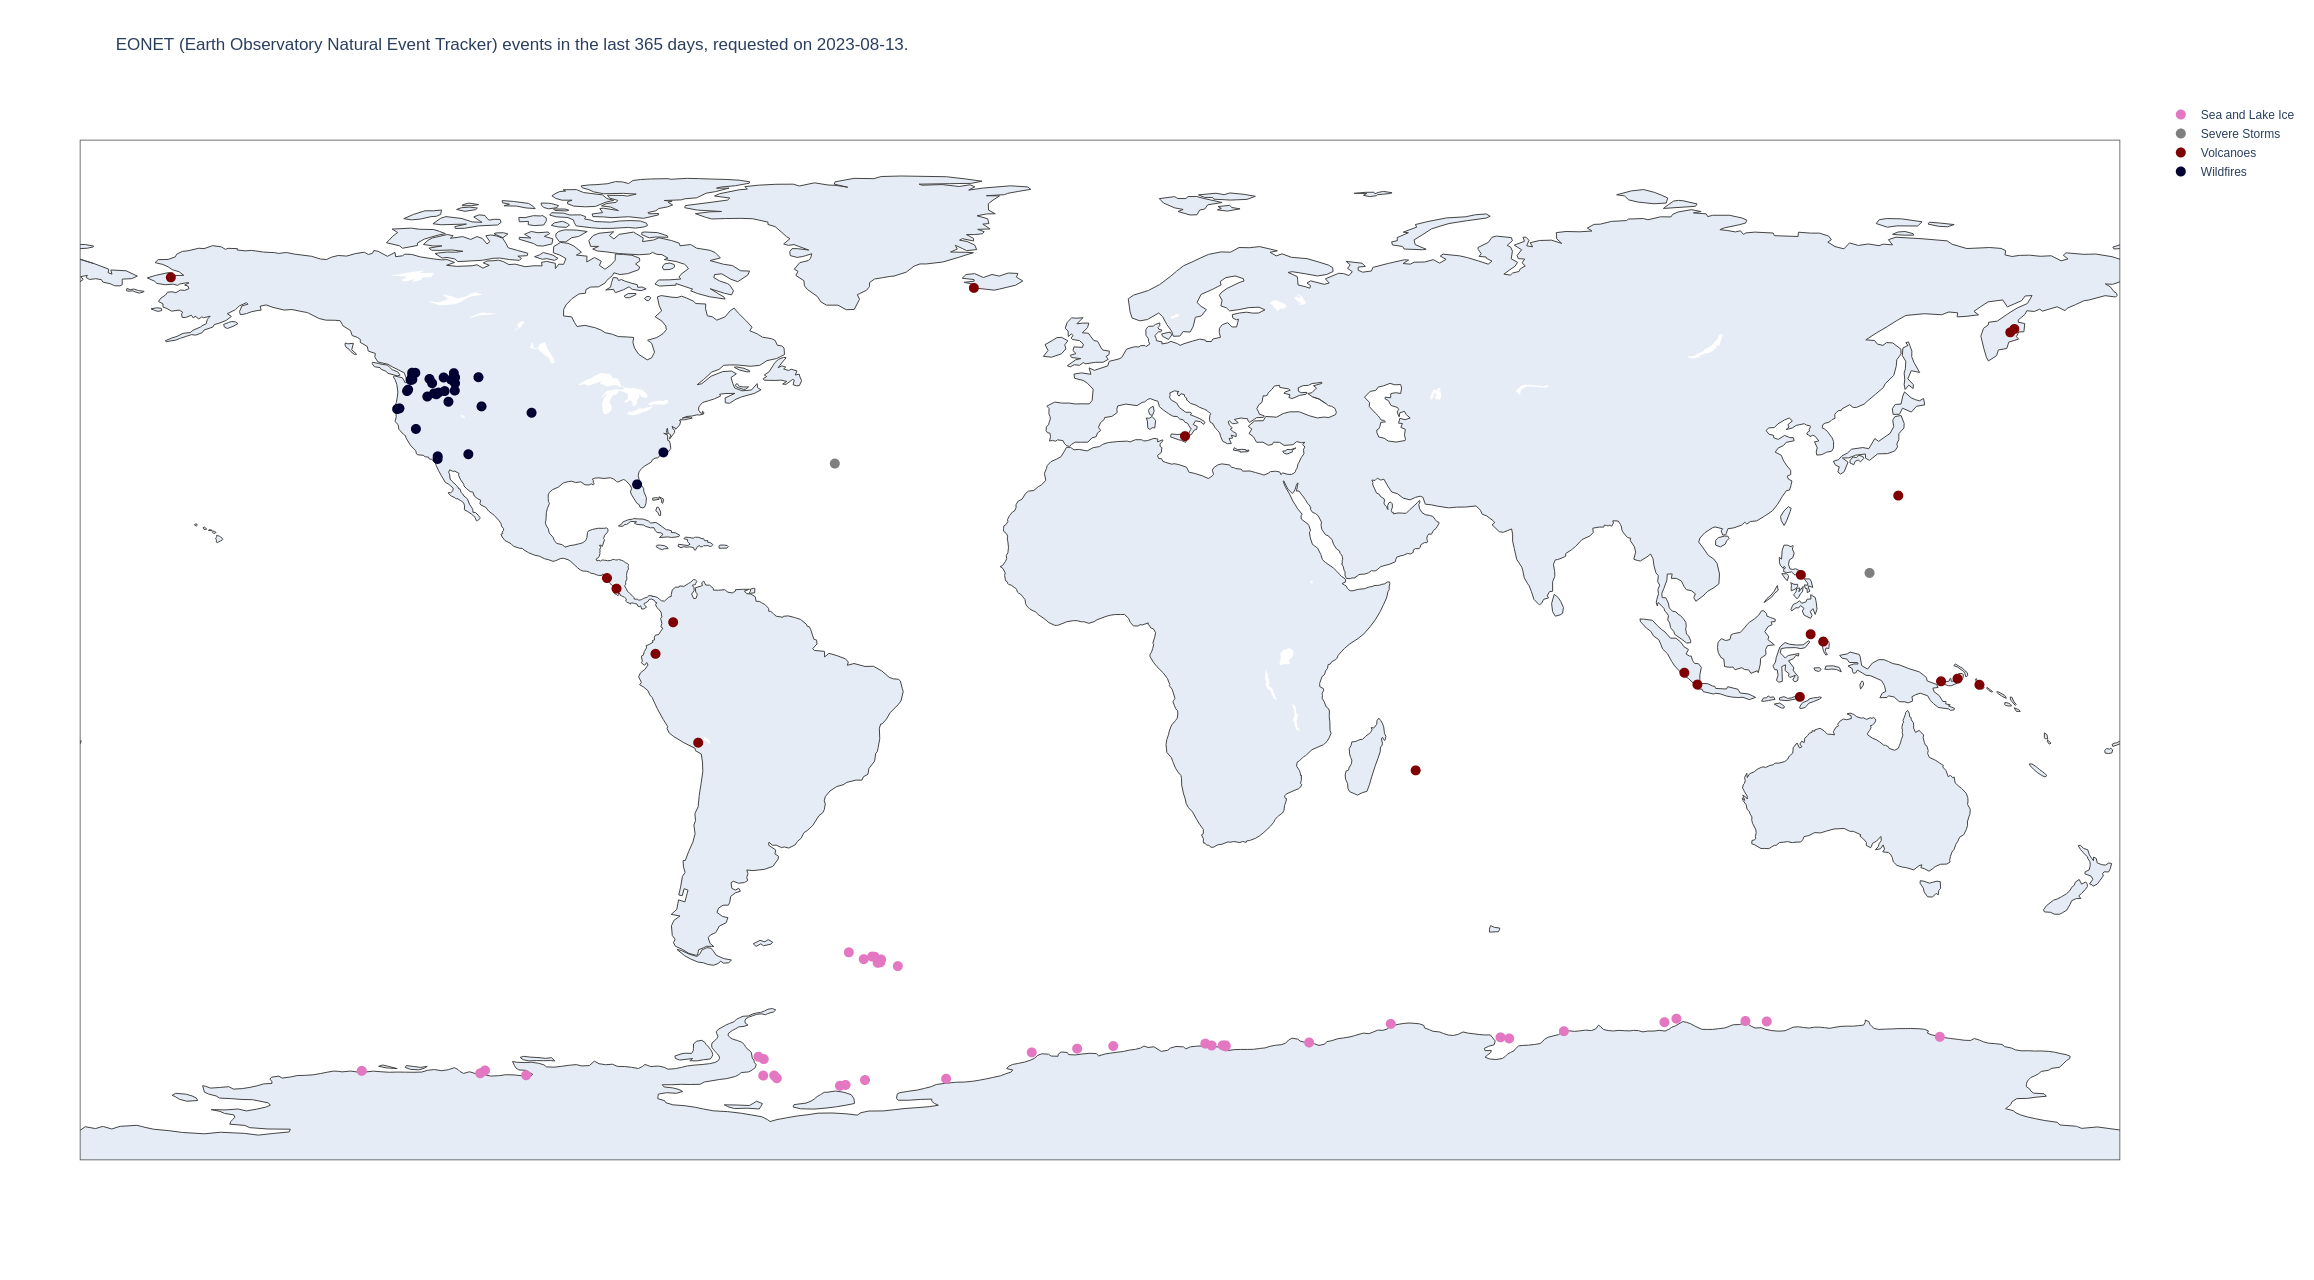 EONET (Earth Observatory Natural Event Tracker) events in the last 365 days, requested on 2023-08-13.
Sea and Lake Ice
Severe Storms
Volcanoes
Wildfires